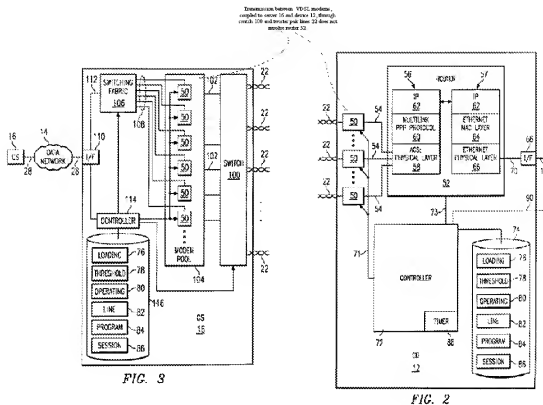 Transmission between VDSL modems,
coupled to server 16 and device 12, through
switch 100 and twisted pair lines 22 does not
involve router 52
112
SWITCHING
FABRIC
106
108
50
50
50
50
50
50
102
102
22
22
22
22
22
22
16
CS
14
DATA
NETWORK
28
110
I/F
28
SWITCH
100
114
CONTROLLER
MODEM
POOL
104
LOADING
76
THRESHOLD
78
OPERATING
80
LINE
82
PROGRAM
84
SESSION
86
116
CS
FIG. 3
ROUTER
56
57
IP
62
IP
62
MULTILINK
PPP PROTOCOL
60
ETHERNET
MAC LAYER
64
PHYSICAL LAYER
58
ETHERNET
PHYSICAL LAYER
66
52
22
50
54
22
50
54
22
50
54
70
I/F
73
90
71
CONTROLLER
72
TIMER
88
CD
12
74
LOADING
THRESHOLD
78
OPERATING
80
LINE
82
PROGRAM
84
SESSION
86
FIG. 2